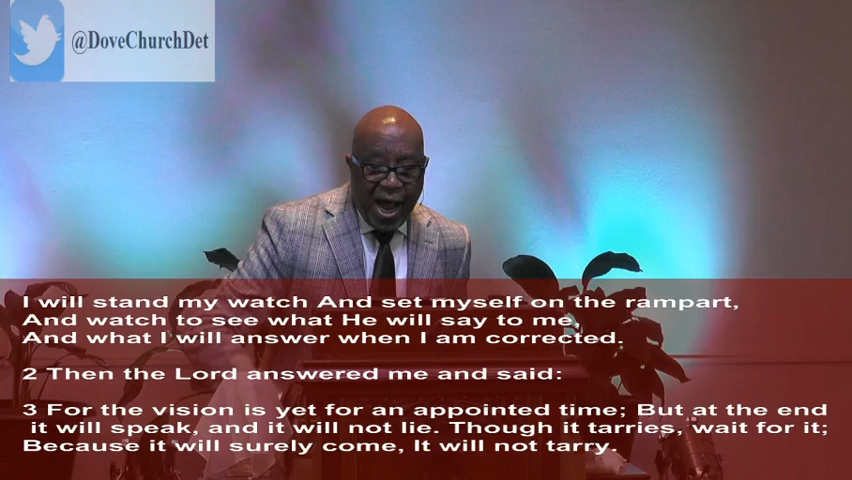 @DoveChurchDet
I will stand my watch And set myself on the rampart,
And watch to see what He will say to me,
And what I will answer when I am corrected.
2 Then the Lord answered me and said:
3 For the vision is yet for an appointed time; But at the end
it will speak, and it will not lie. Though it tarries, wait for it;
Because it will surely come, It will not tarry.